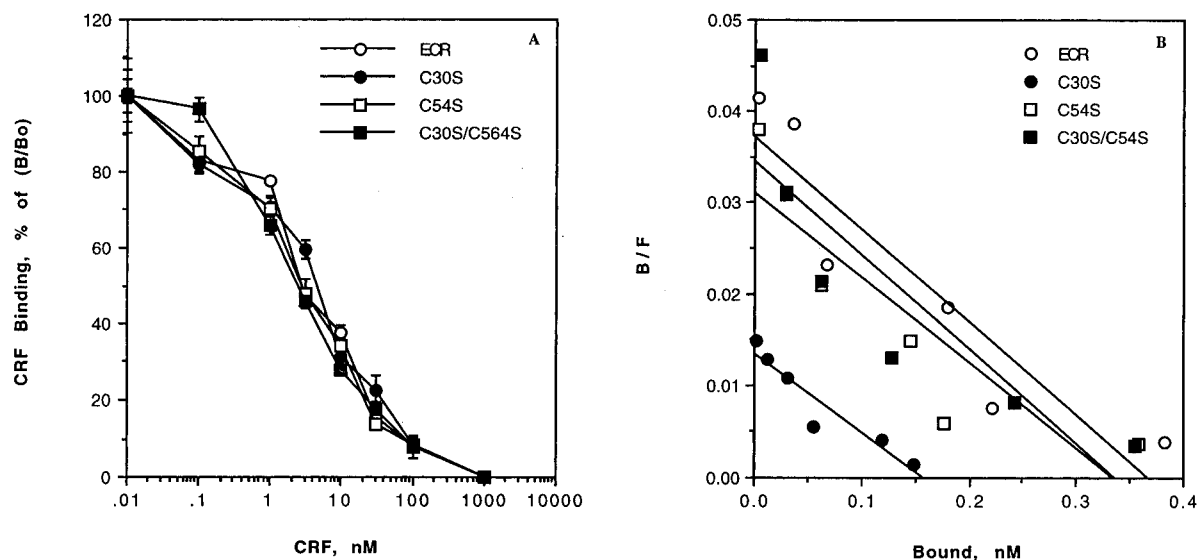 A
ECR
C30S
C54S
C30S/C564S
120
100
80
60
40
20
0
CRF Binding, % of (B/Bo)
.01 .1 1 10 100 1000 10000
CRF, nM
B
ECR
C30S
C54S
C30S/C54S
0.05
0.04
0.03
0.02
0.01
0.00
B/F
0.0 0.1 0.2 0.3 0.4
Bound, nM